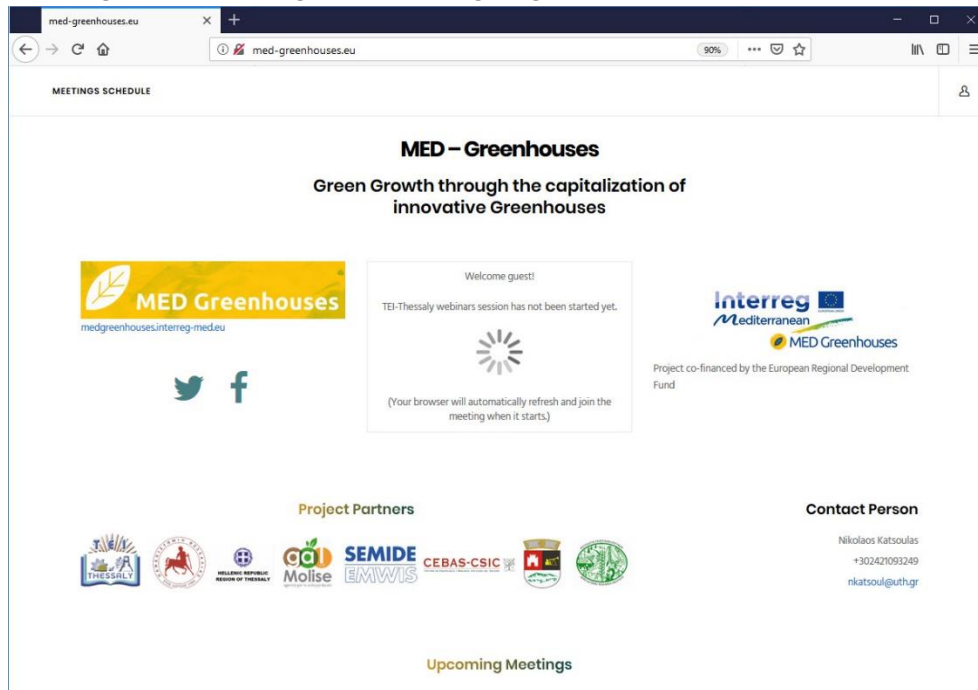 med-greenhouses.eu
med-greenhouses.eu
90%
MEETINGS SCHEDULE
MED – Greenhouses
Green Growth through the capitalization of
innovative Greenhouses
MED Greenhouses
medgreenhouses.interreg-med.eu
Welcome guest!
TEI-Thessaly webinars session has not been started yet.
(Your browser will automatically refresh and join the
meeting when it starts.)
Interreg
Mediterranean
MED Greenhouses
Project co-financed by the European Regional Development
Fund
Project Partners
T.E.I.
THESSALY
HELLENIC REPUBLIC
REGION OF THESSALY
gal
Molise
SEMIDE
EMWIS
CEBAS-CSIC
Contact Person
Nikolaos Katsoulas
+302421093249
nkatsoul@uth.gr
Upcoming Meetings